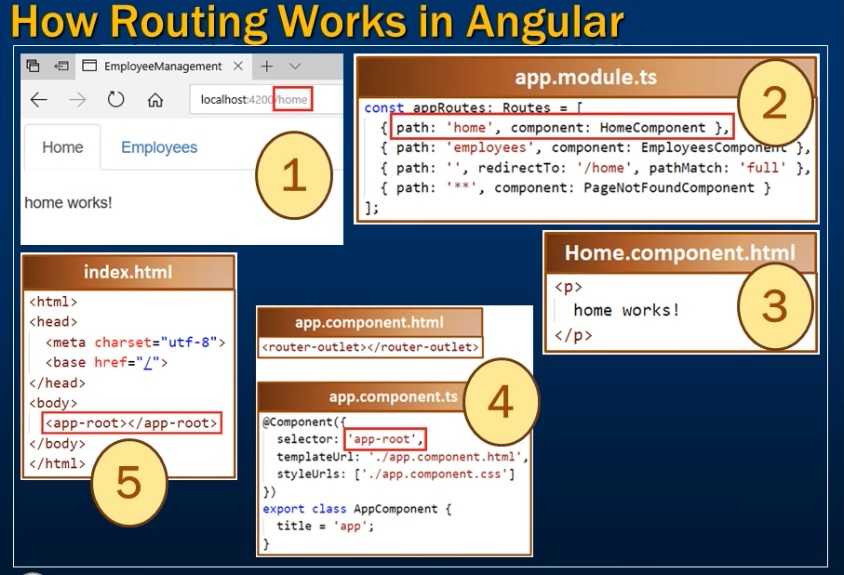 How Routing Works in Angular
EmployeeManagement
localhost:4200/home
Home
Employees
home works!
1
app.module.ts
const appRoutes: Routes = [
{ path: 'home', component: HomeComponent },
{ path: 'employees', component: EmployeesComponent },
{ path: '', redirectTo: '/home', pathMatch: 'full' },
{ path: '**', component: PageNotFoundComponent }
];
2
Home.component.html
<p>
home works!
</p>
3
app.component.html
<router-outlet></router-outlet>
app.component.ts
@Component({
selector: 'app-root',
templateUrl: './app.component.html',
styleUrls: ['./app.component.css']
})
export class AppComponent {
title = 'app';
}
4
index.html
<html>
<head>
<meta charset="utf-8">
<base href="/">
</head>
<body>
<app-root></app-root>
</body>
</html>
5